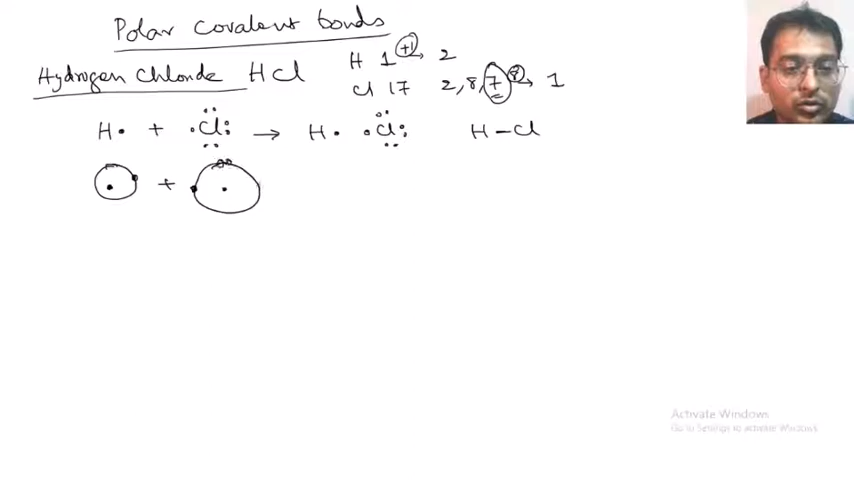 Polar covalent bonds
Hydrogen Chloride HCl
H 1 +1 → 2
Cl 17 2,8,7 8 → 1
H• + •Cl: → H• •Cl: H–Cl
+
Activate Windows
Go to Settings to activate Windows.